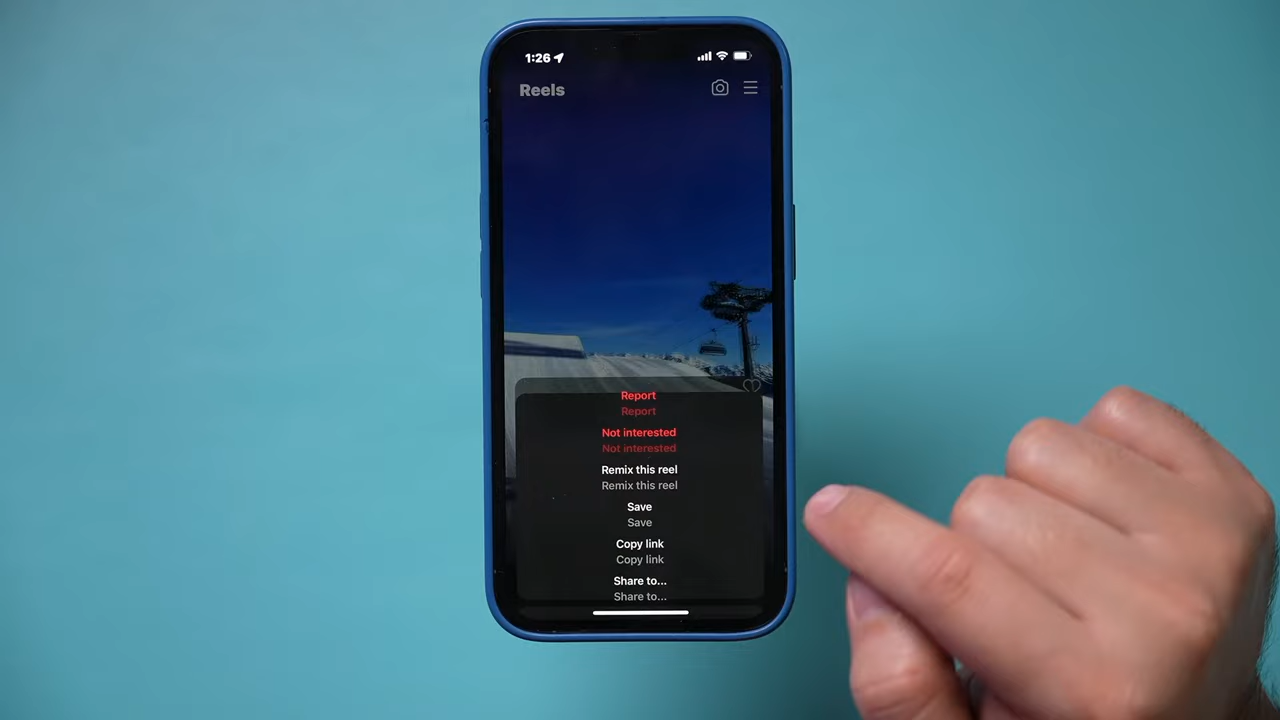 1:26
Reels
Report
Report
Not interested
Not interested
Remix this reel
Remix this reel
Save
Save
Copy link
Copy link
Share to...
Share to...